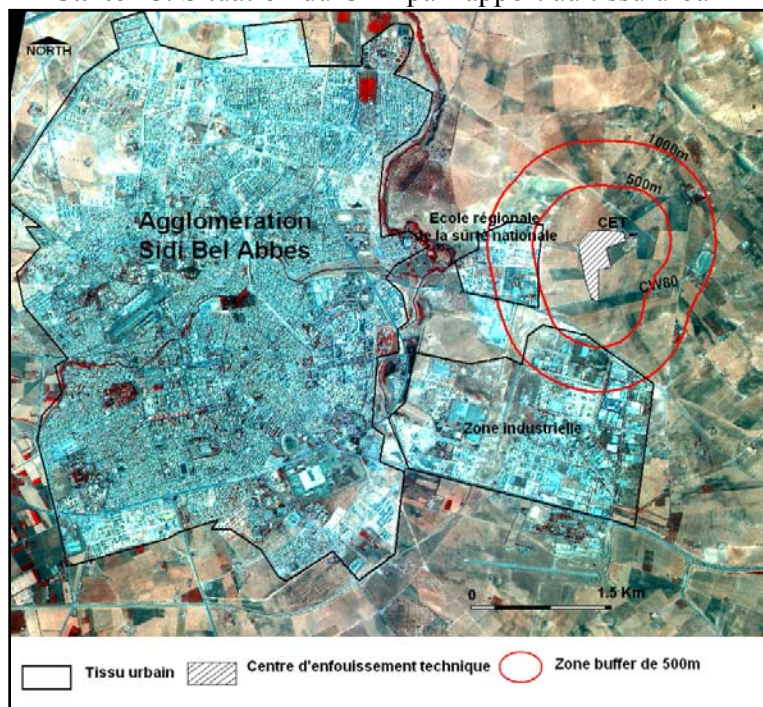 NORTH
1000m
500m
Agglomération
Sidi Bel Abbes
Ecole régionale
de la sûrté nationale
CET
CW80
Zone industrielle
0 1.5 Km
Tissu urbain
Centre d'enfouissement technique
Zone buffer de 500m